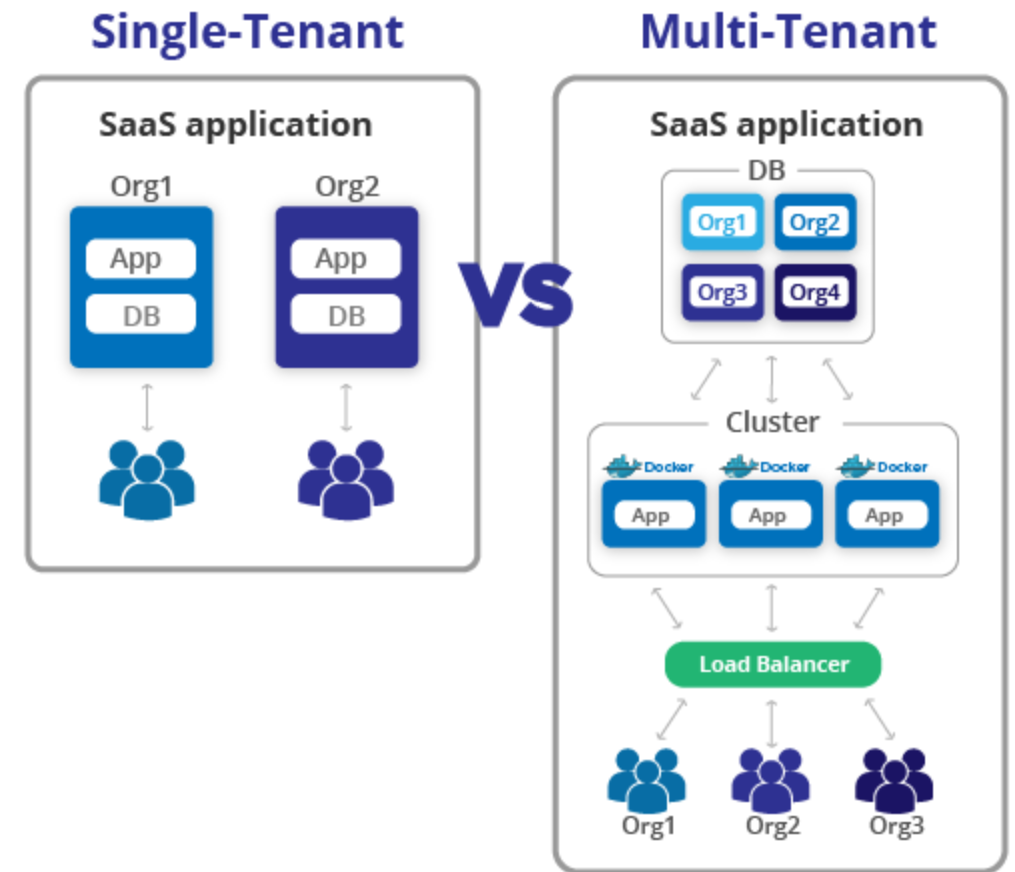 Single-Tenant
SaaS application
Org1 Org2
App App
DB DB
VS
Multi-Tenant
SaaS application
DB
Org1 Org2
Org3 Org4
Cluster
Docker Docker Docker
App App App
Load Balancer
Org1 Org2 Org3